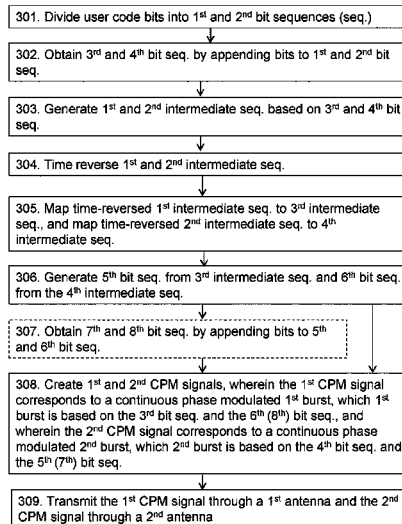 301. Divide user code bits into 1st and 2nd bit sequences (seq.)
302. Obtain 3rd and 4th bit seq. by appending bits to 1st and 2nd bit
seq.
303. Generate 1st and 2nd intermediate seq. based on 3rd and 4th bit
seq.
304. Time reverse 1st and 2nd intermediate seq.
305. Map time-reversed 1st intermediate seq. to 3rd intermediate
seq., and map time-reversed 2nd intermediate seq. to 4th
intermediate seq.
306. Generate 5th bit seq. from 3rd intermediate seq. and 6th bit seq.
from the 4th intermediate seq.
307. Obtain 7th and 8th bit seq. by appending bits to 5th
and 6th bit seq.
308. Create 1st and 2nd CPM signals, wherein the 1st CPM signal
corresponds to a continuous phase modulated 1st burst, which 1st
burst is based on the 3rd bit seq. and the 6th (8th) bit seq., and
wherein the 2nd CPM signal corresponds to a continuous phase
modulated 2nd burst, which 2nd burst is based on the 4th bit seq. and
the 5th (7th) bit seq.
309. Transmit the 1st CPM signal through a 1st antenna and the 2nd
CPM signal through a 2nd antenna